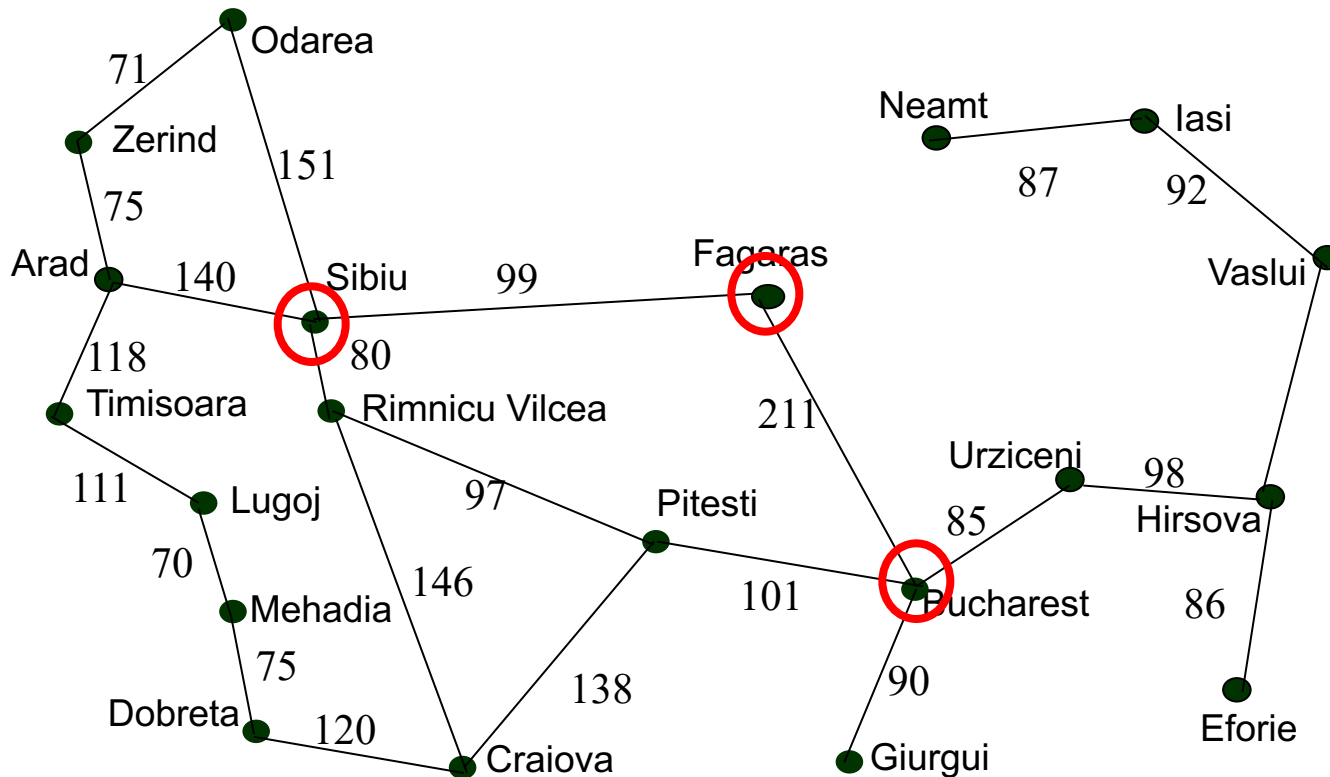 Odarea
71
Neamt
Iasi
Zerind
151
87
92
75
Arad
140
Sibiu
99
Fagaras
Vaslui
118
80
Timisoara
Rimnicu Vilcea
211
Urziceni
98
111
Lugoj
97
Pitesti
85
Hirsova
70
146
101
Bucharest
86
Mehadia
75
138
90
Dobreta
120
Craiova
Giurgui
Eforie